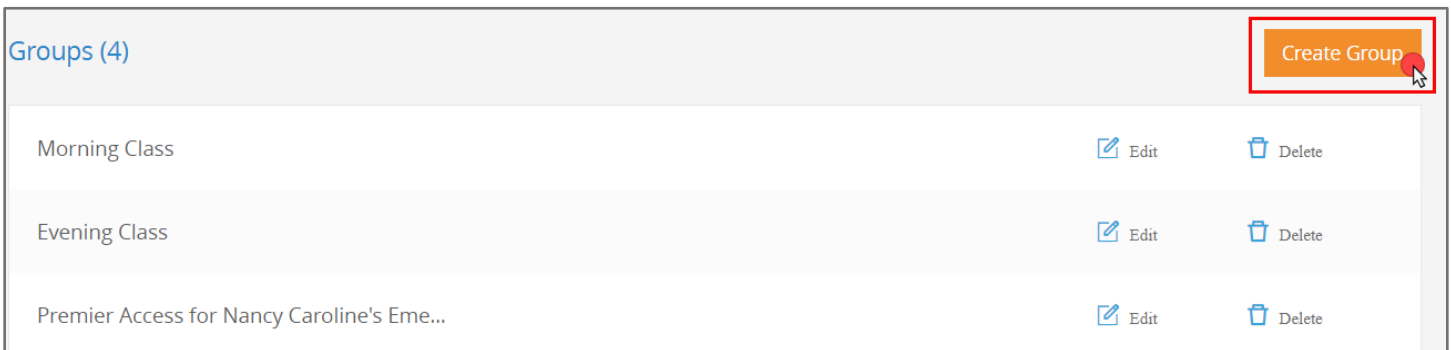 Groups (4)
Create Group
Morning Class
Edit
Delete
Evening Class
Edit
Delete
Premier Access for Nancy Caroline's Eme...
Edit
Delete